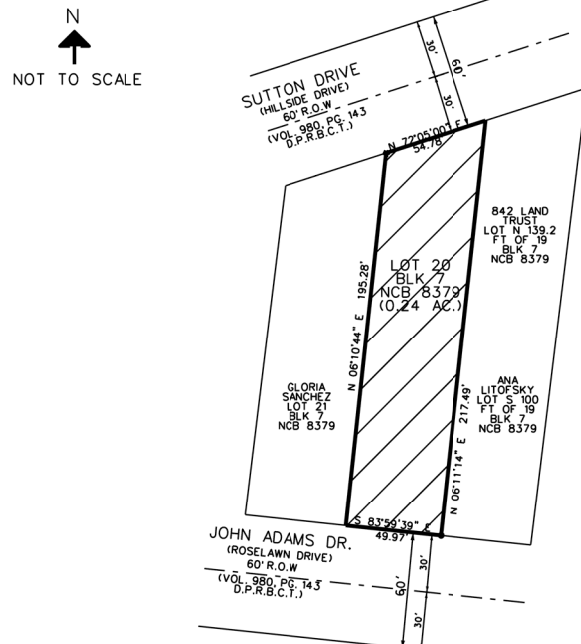 N
NOT TO SCALE
SUTTON DRIVE
(HILLSIDE DRIVE)
60' R.O.W
(VOL. 980, PG. 143
D.P.R.B.C.T.)
30'
60'
30'
N 72°05'00" E
54.78'
842 LAND
TRUST
LOT N 139.2
FT OF 19
BLK 7
NCB 8379
LOT 20
BLK 7
NCB 8379
(0.24 AC.)
N 06°10'44" E 195.28'
GLORIA
SANCHEZ
LOT 21
BLK 7
NCB 8379
ANA
LITOFSKY
LOT S 100
FT OF 19
BLK 7
NCB 8379
N 06°11'14" E 217.49'
S 83°59'39" E
49.97'
JOHN ADAMS DR.
(ROSELAWN DRIVE)
60' R.O.W
(VOL. 980, PG. 143
D.P.R.B.C.T.)
30'
60'
30'